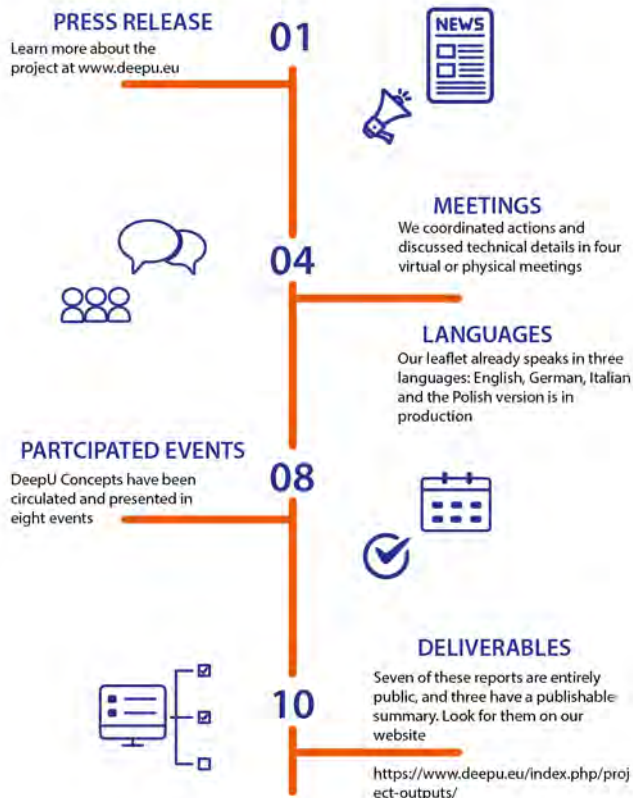 PRESS RELEASE
Learn more about the
project at www.deepu.eu
01
NEWS
MEETINGS
We coordinated actions and
discussed technical details in four
virtual or physical meetings
04
LANGUAGES
Our leaflet already speaks in three
languages: English, German, Italian
and the Polish version is in
production
PARTCIPATED EVENTS
DeepU Concepts have been
circulated and presented in
eight events
08
DELIVERABLES
Seven of these reports are entirely
public, and three have a publishable
summary. Look for them on our
website
10
https://www.deepu.eu/index.php/proj
ect-outputs/